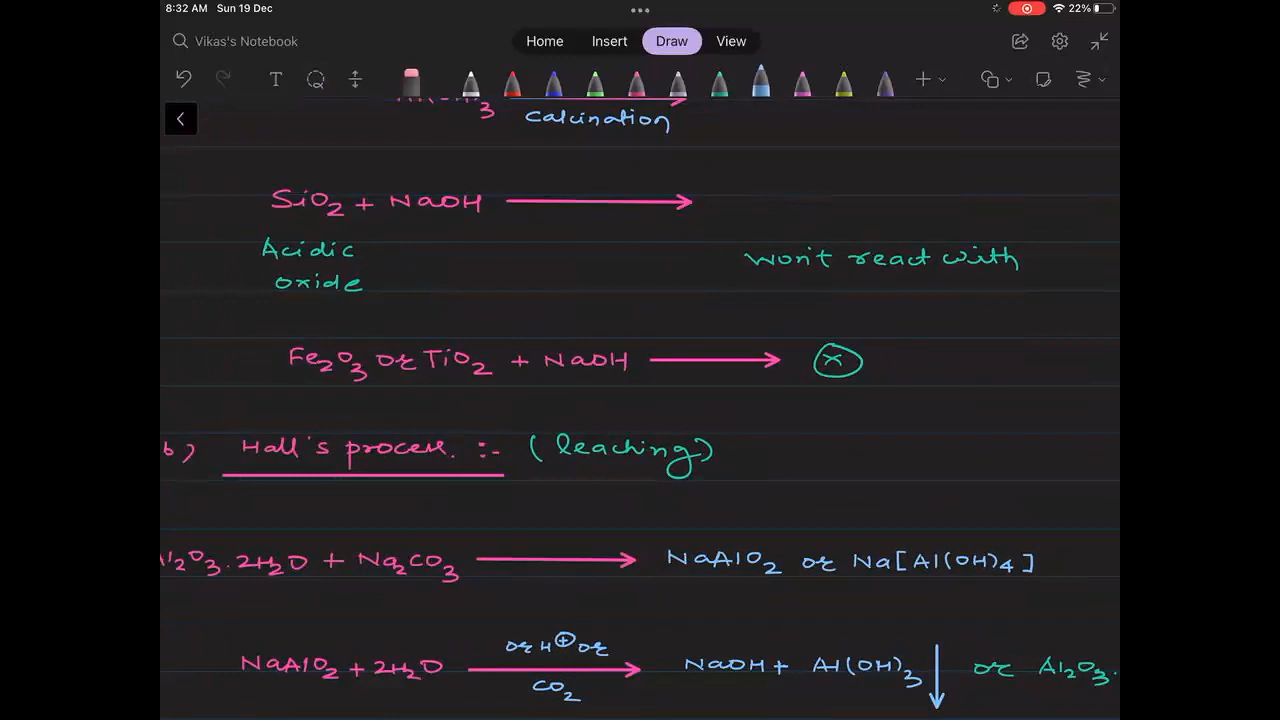 8:32 AM Sun 19 Dec
22%
Vikas's Notebook
Home Insert Draw View
3
Calcination
SiO2 + NaOH ⟶
Acidic
oxide
won't react with
Fe2O3 or TiO2 + NaOH ⟶ ⓧ
b) Hall's process :- (leaching)
Al2O3.2H2O + Na2CO3 ⟶ NaAlO2 or Na[Al(OH)4]
or H⊕ or
NaAlO2 + 2H2O ⟶ NaOH + Al(OH)3 ↓ or Al2O3.
CO2